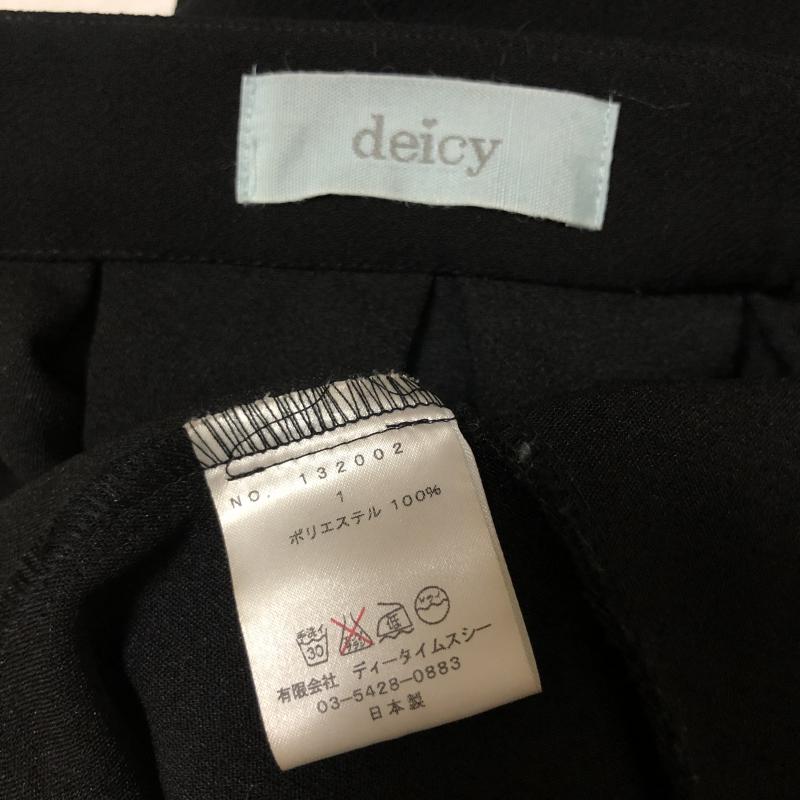 deicy
NO. 132002
1
ポリエステル 100%
手洗イ
30
低
ドライ
有限会社 ディータイムスシー
03-5428-0883
日本製